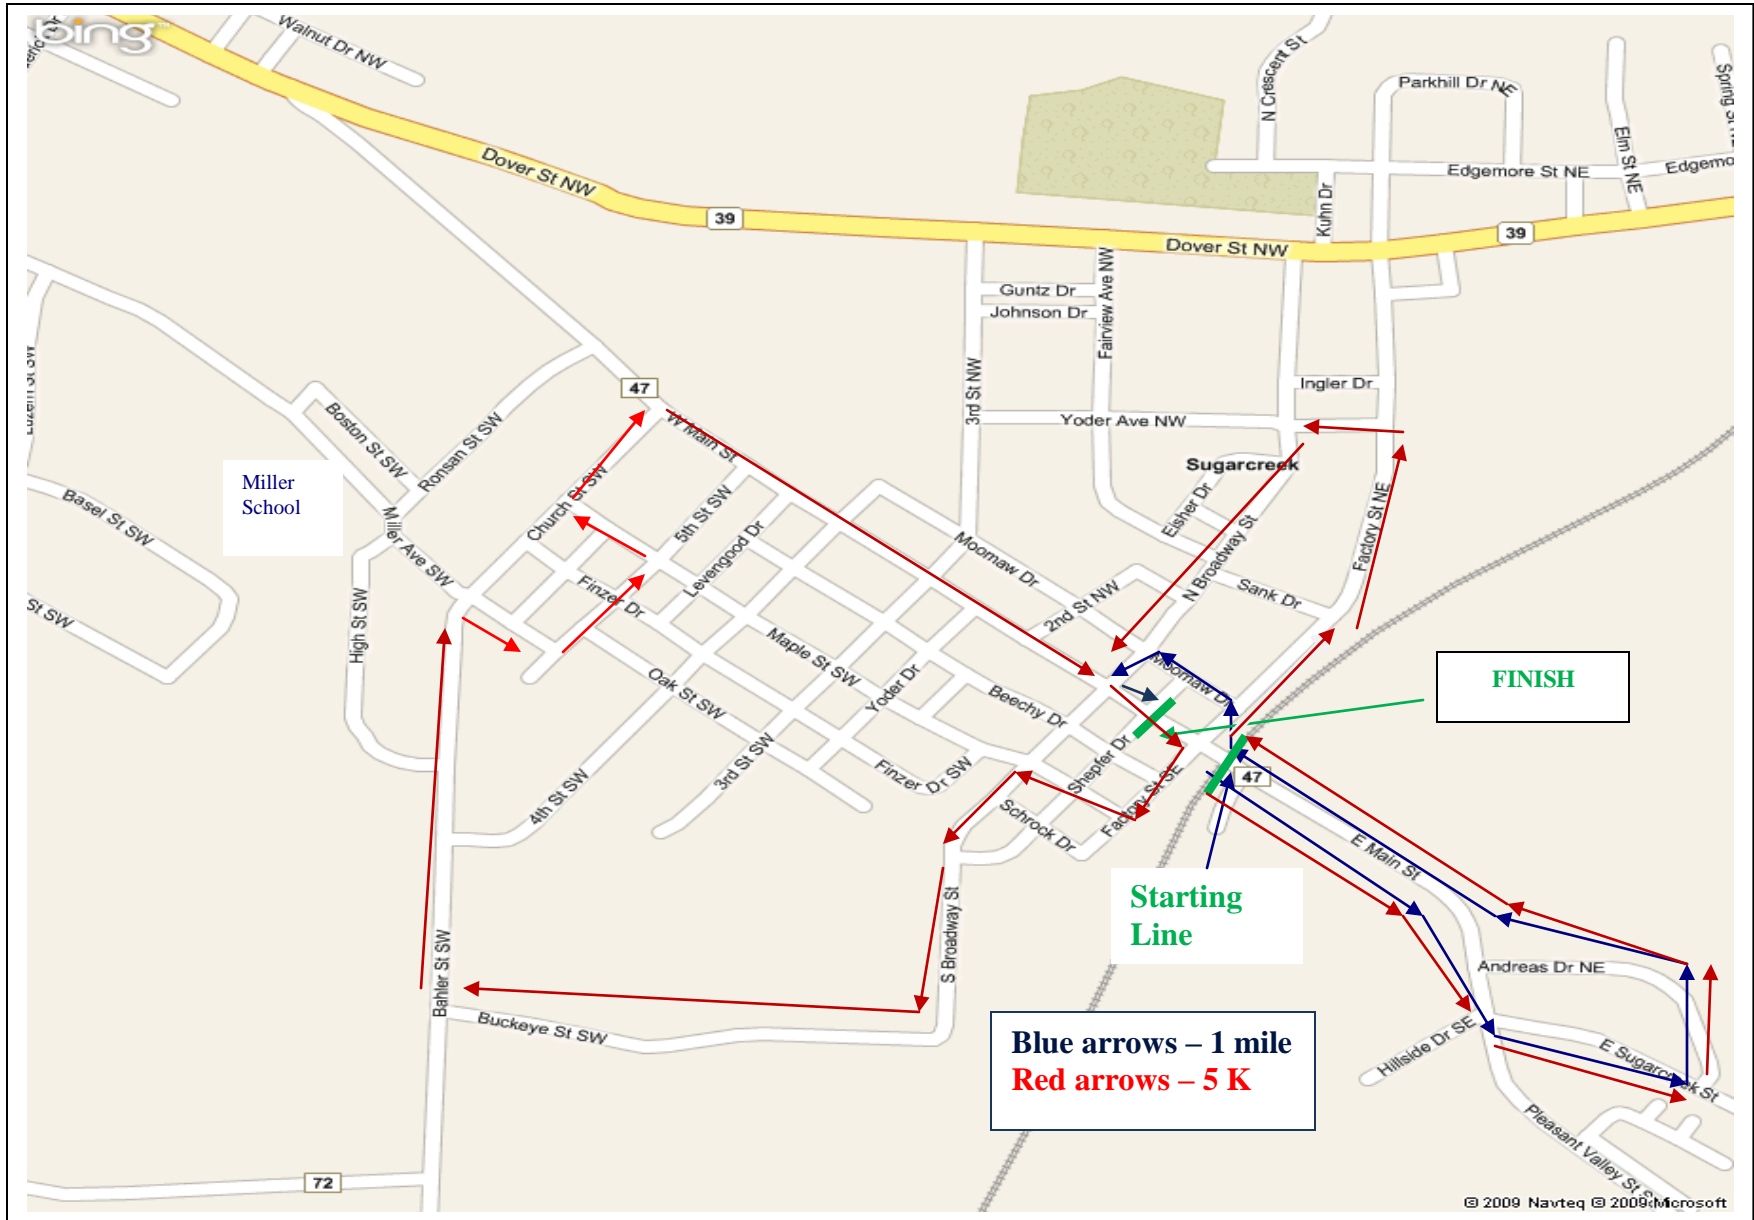 bing
Walnut Dr NW
N Crescent St
Parkhill Dr NE
Spring St NE
Elm St NE
Dover St NW
Edgemore St NE
Edgemo
39
Kuhn Dr
39
Dover St NW
Guntz Dr
Johnson Dr
Fairview Ave NW
3rd St NW
Ingler Dr
47
Yoder Ave NW
W Main St
Boston St SW
Ronsan St SW
Sugarcreek
Miller
School
Basel St SW
Miller Ave SW
Church St SW
5th St SW
Levengood Dr
Eisher Dr
N Broadway St
Factory St NE
Moomaw Dr
2nd St NW
Sank Dr
St SW
High St SW
Finzer Dr
Maple St SW
Oak St SW
Yoder Dr
Beechy Dr
Moomaw Dr
FINISH
3rd St SW
4th St SW
Finzer Dr SW
Shepfer Dr
Factory St SE
47
Schrock Dr
E Main St
Starting
Line
S Broadway St
Bahler St SW
Andreas Dr NE
Buckeye St SW
Blue arrows – 1 mile
Red arrows – 5 K
Hillside Dr SE
E Sugarcreek St
Pleasant Valley St S
72
© 2009 Navteq © 2009 Microsoft